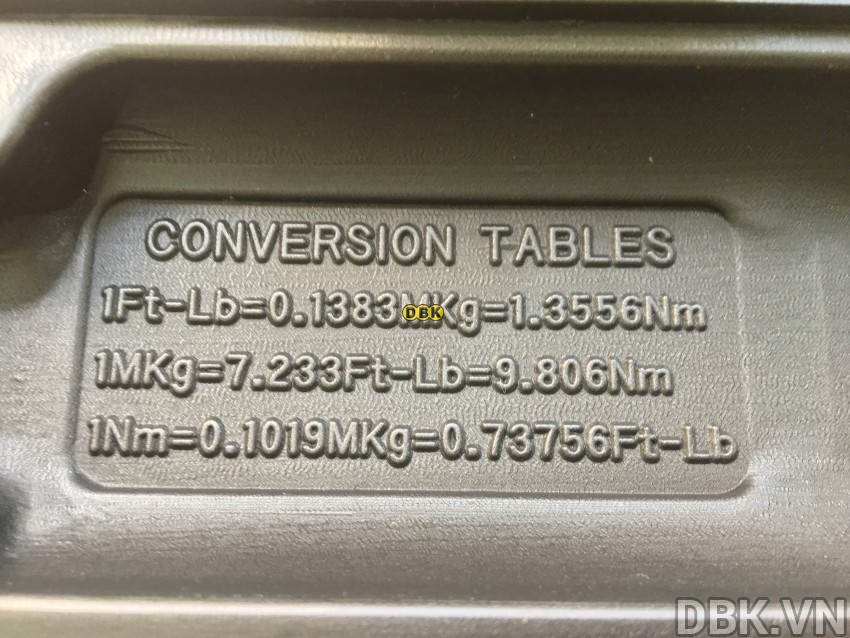 CONVERSION TABLES
1Ft-Lb=0.1383MKg=1.3556Nm
DBK
1MKg=7.233Ft-Lb=9.806Nm
1Nm=0.1019MKg=0.73756Ft-Lb
DBK.VN